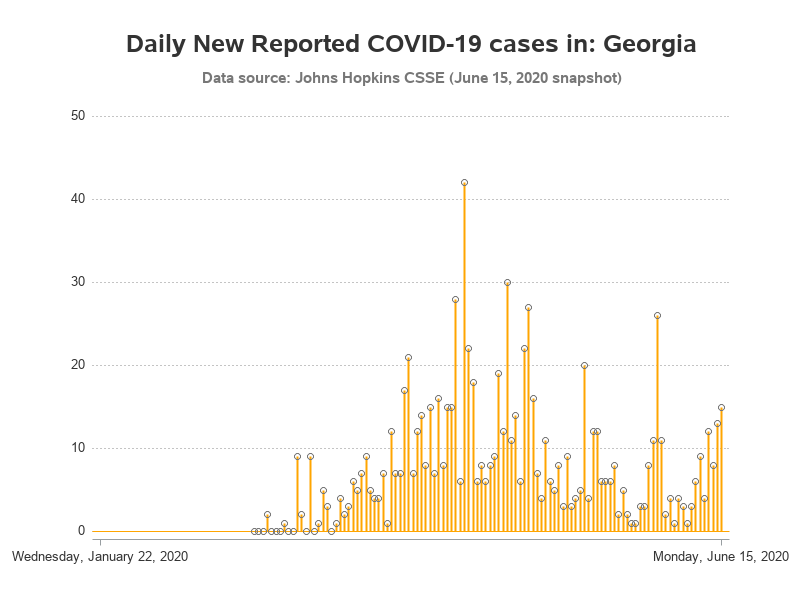 Daily New Reported COVID-19 cases in: Georgia
Data source: Johns Hopkins CSSE (June 15, 2020 snapshot)
50
40
30
20
10
0
Wednesday, January 22, 2020
Monday, June 15, 2020